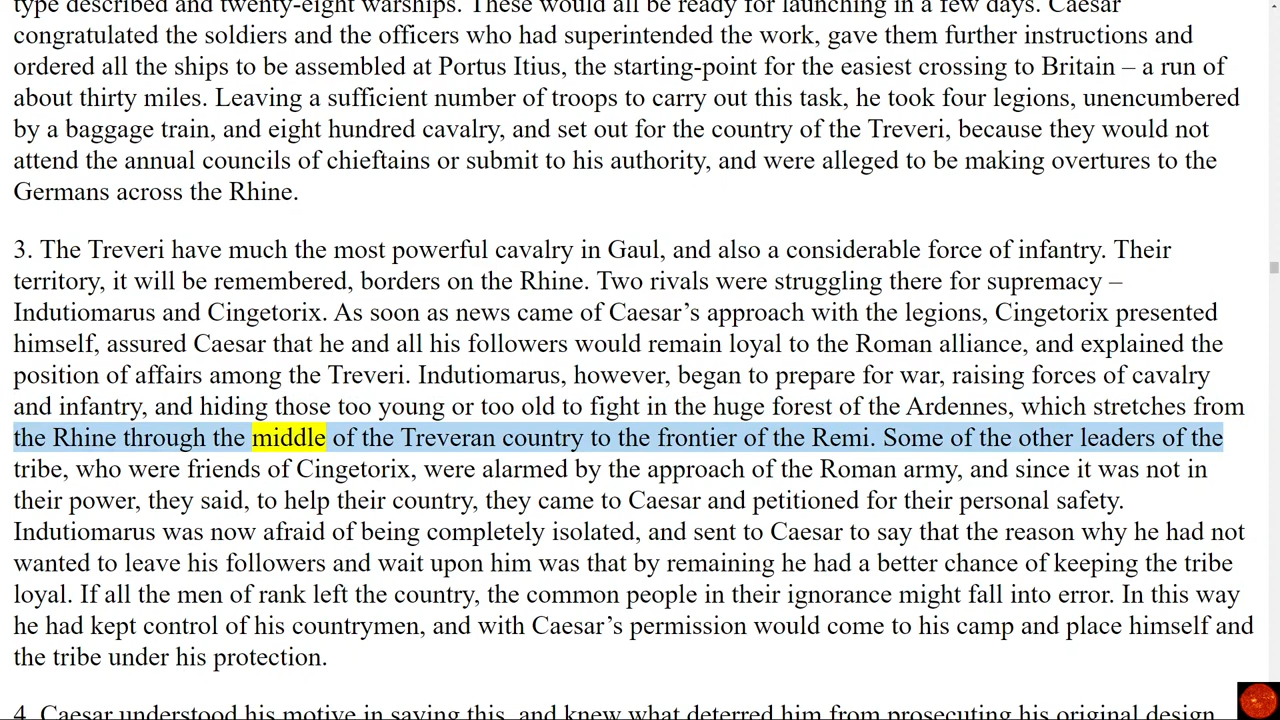 type described and twenty-eight warships. These would all be ready for launching in a few days. Caesar
congratulated the soldiers and the officers who had superintended the work, gave them further instructions and
ordered all the ships to be assembled at Portus Itius, the starting-point for the easiest crossing to Britain – a run of
about thirty miles. Leaving a sufficient number of troops to carry out this task, he took four legions, unencumbered
by a baggage train, and eight hundred cavalry, and set out for the country of the Treveri, because they would not
attend the annual councils of chieftains or submit to his authority, and were alleged to be making overtures to the
Germans across the Rhine.
3. The Treveri have much the most powerful cavalry in Gaul, and also a considerable force of infantry. Their
territory, it will be remembered, borders on the Rhine. Two rivals were struggling there for supremacy –
Indutiomarus and Cingetorix. As soon as news came of Caesar’s approach with the legions, Cingetorix presented
himself, assured Caesar that he and all his followers would remain loyal to the Roman alliance, and explained the
position of affairs among the Treveri. Indutiomarus, however, began to prepare for war, raising forces of cavalry
and infantry, and hiding those too young or too old to fight in the huge forest of the Ardennes, which stretches from
the Rhine through the middle of the Treveran country to the frontier of the Remi. Some of the other leaders of the
tribe, who were friends of Cingetorix, were alarmed by the approach of the Roman army, and since it was not in
their power, they said, to help their country, they came to Caesar and petitioned for their personal safety.
Indutiomarus was now afraid of being completely isolated, and sent to Caesar to say that the reason why he had not
wanted to leave his followers and wait upon him was that by remaining he had a better chance of keeping the tribe
loyal. If all the men of rank left the country, the common people in their ignorance might fall into error. In this way
he had kept control of his countrymen, and with Caesar’s permission would come to his camp and place himself and
the tribe under his protection.
4. Caesar understood his motive in saying this, and knew what deterred him from prosecuting his original design.